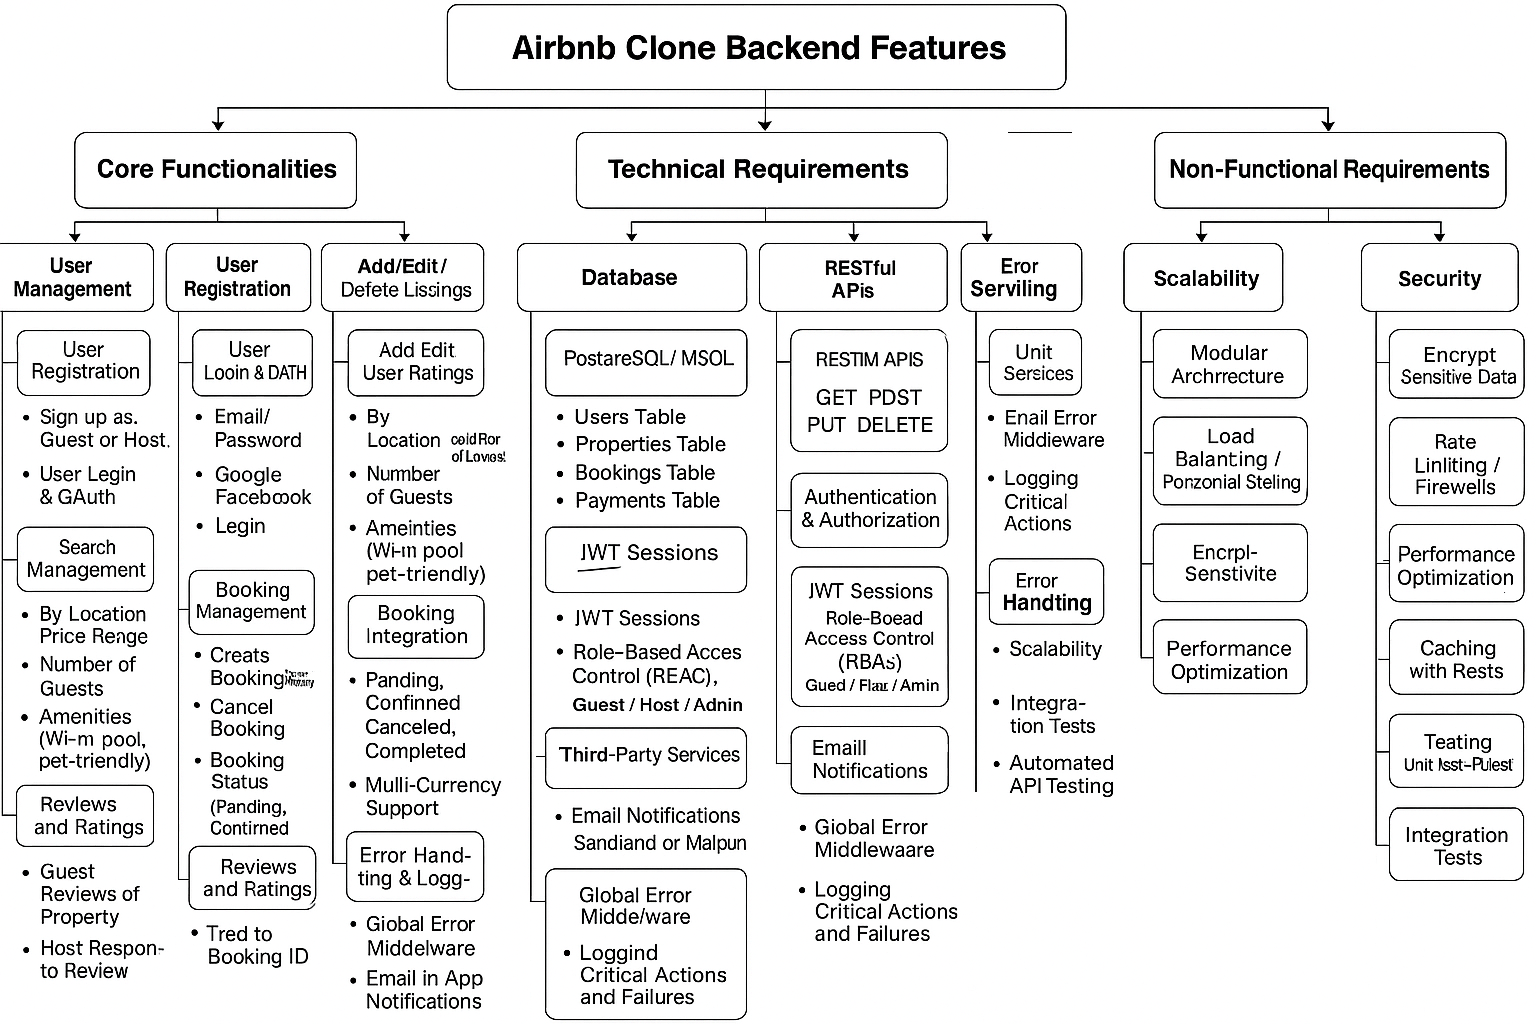 Airbnb Clone Backend Features
Core Functionalities
Technical Requirements
Non-Functional Requirements
User
Management
User
Registration
Sign up as.
Guest or Host.
User Legin
& GAuth
Search
Management
By Location
Price Renge
Number of
Guests
Amenities
(Wi-m pool,
pet-triendly)
Reviews
and Ratings
Guest
Reviews of
Property
Host Respon-
to Review
User
Registration
User
Looin & DATH
Email/
Password
Google
Facebook
Legin
Booking
Management
Creats
Booking
Cancel
Booking
Booking
Status
(Panding,
Contirned
Reviews
and Ratings
Tred to
Booking ID
Add/Edit/
Defete Lissings
Add Edit
User Ratings
By
Location
Number
of Guests
Ameinties
(Wi-m pool
pet-triendly)
Booking
Integration
Panding,
Confinned
Canceled,
Completed
Mulli-Currency
Support
Error Hand-
ting & Logg-
Giobal Error
Middelware
Email in App
Notifications
Database
PostareSQL/ MSOL
Users Table
Properties Table
Bookings Table
Payments Table
JWT Sessions
JWT Sessions
Role-Based Acces
Control (REAC),
Guest / Host / Adnin
Third-Party Services
Email Notifications
Sandiand or Malpun
Global Error
Midde/ware
Loggind
Critical Actions
and Failures
RESTful
APis
RESTIM APIS
GET PDST
PUT DELETE
Authentication
& Authorization
JWT Sessions
Role-Boead
Access Control
(RBAs)
Gued / Flaz / Amin
Emaill
Notifications
Giobal Error
Middlewaare
Logging
Critical Actions
and Failures
Eror
Serviling
Unit
Sescices
Enail Error
Middieware
Logging
Critical
Actions
Error
Handting
Scalability
Integra-
tion Tests
Automated
API Testing
Scalability
Modular
Archrrecture
Load
Balanting /
Ponzonial Steling
Encrpl-
Senstivite
Performance
Optimization
Security
Encrypt
Sensitive Data
Rate
Linliting /
Firewells
Performance
Optimization
Caching
with Rests
Teating
Unit
Integration
Tests